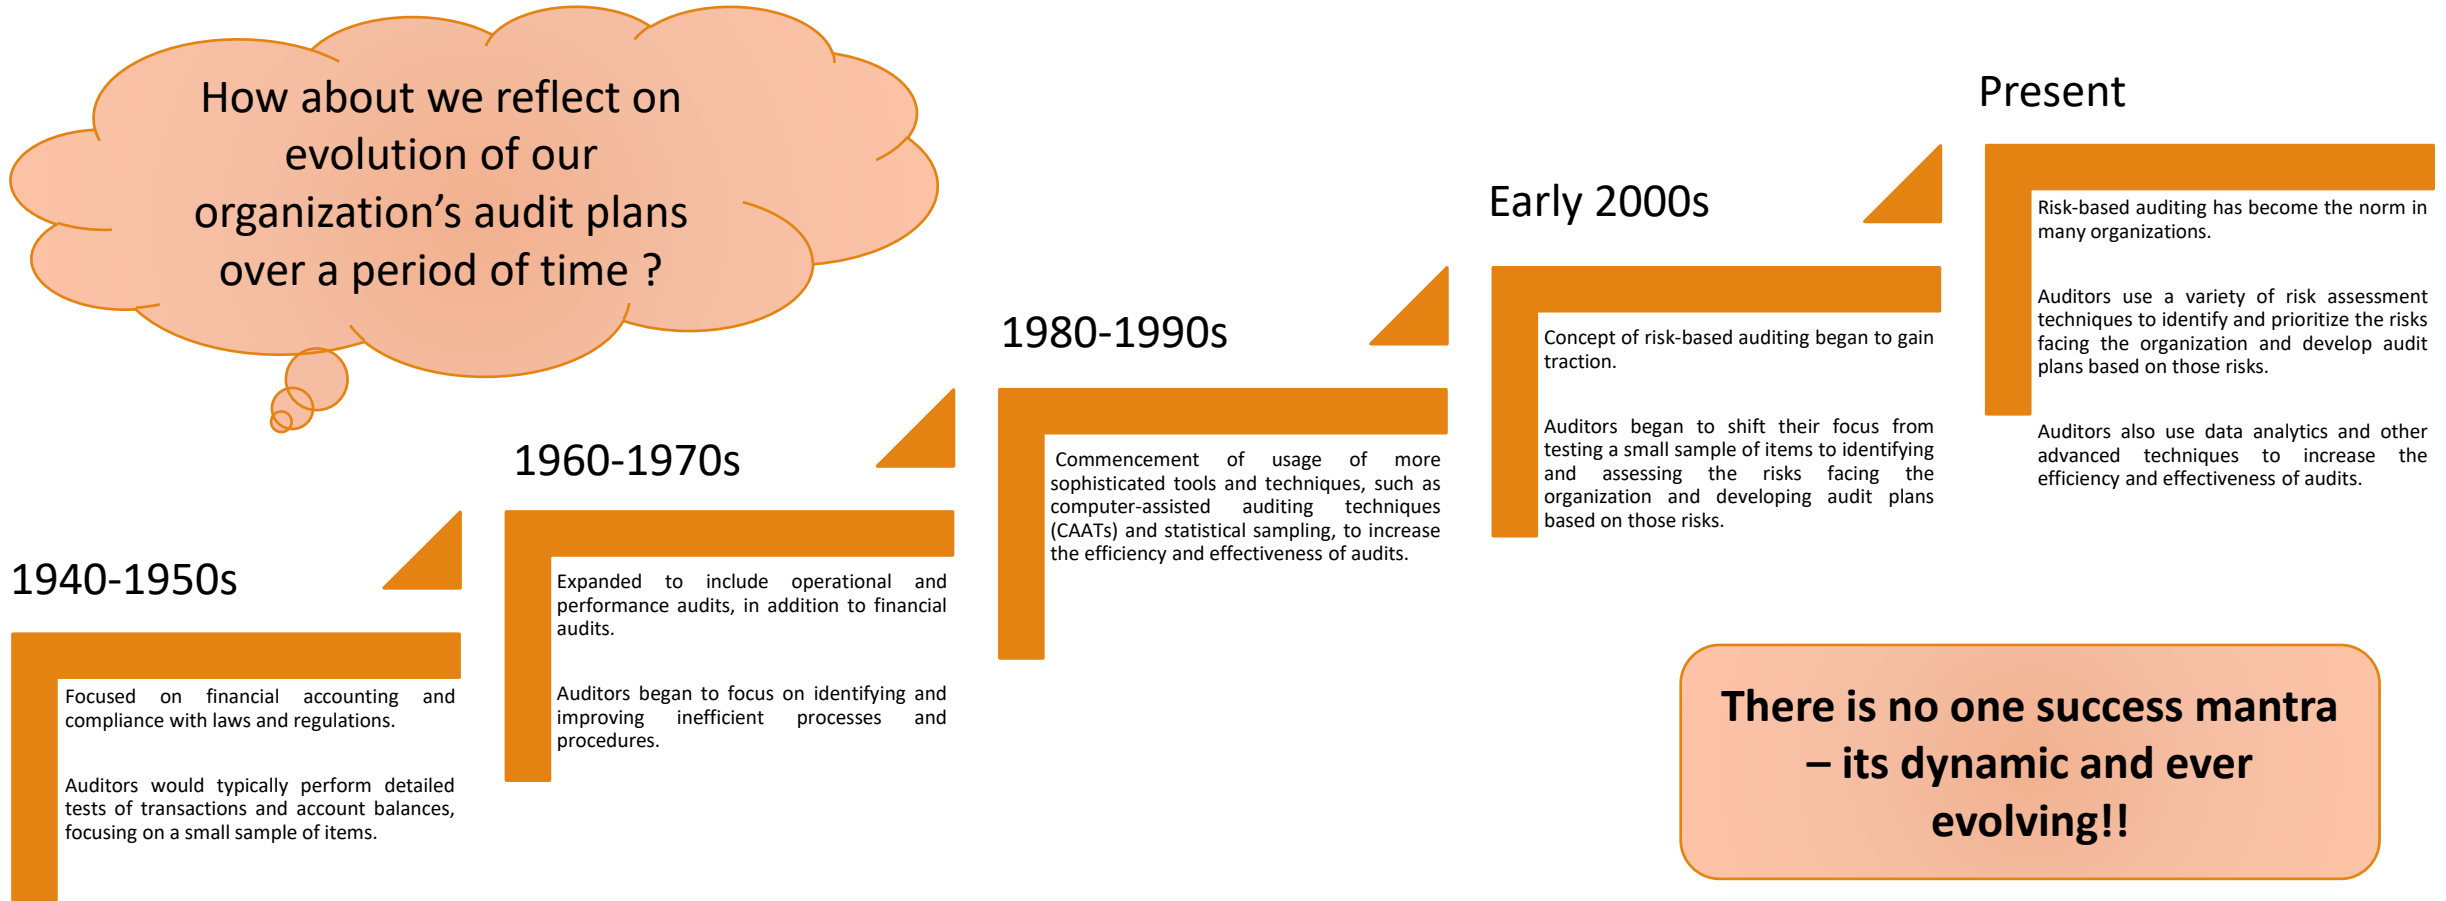 How about we reflect on
evolution of our
organization’s audit plans
over a period of time ?
1940-1950s
Focused on financial accounting and
compliance with laws and regulations.
Auditors would typically perform detailed
tests of transactions and account balances,
focusing on a small sample of items.
1960-1970s
Expanded to include operational and
performance audits, in addition to financial
audits.
Auditors began to focus on identifying and
improving inefficient processes and
procedures.
1980-1990s
Commencement of usage of more
sophisticated tools and techniques, such as
computer-assisted auditing techniques
(CAATs) and statistical sampling, to increase
the efficiency and effectiveness of audits.
Early 2000s
Concept of risk-based auditing began to gain
traction.
Auditors began to shift their focus from
testing a small sample of items to identifying
and assessing the risks facing the
organization and developing audit plans
based on those risks.
Present
Risk-based auditing has become the norm in
many organizations.
Auditors use a variety of risk assessment
techniques to identify and prioritize the risks
facing the organization and develop audit
plans based on those risks.
Auditors also use data analytics and other
advanced techniques to increase the
efficiency and effectiveness of audits.
There is no one success mantra
– its dynamic and ever
evolving!!